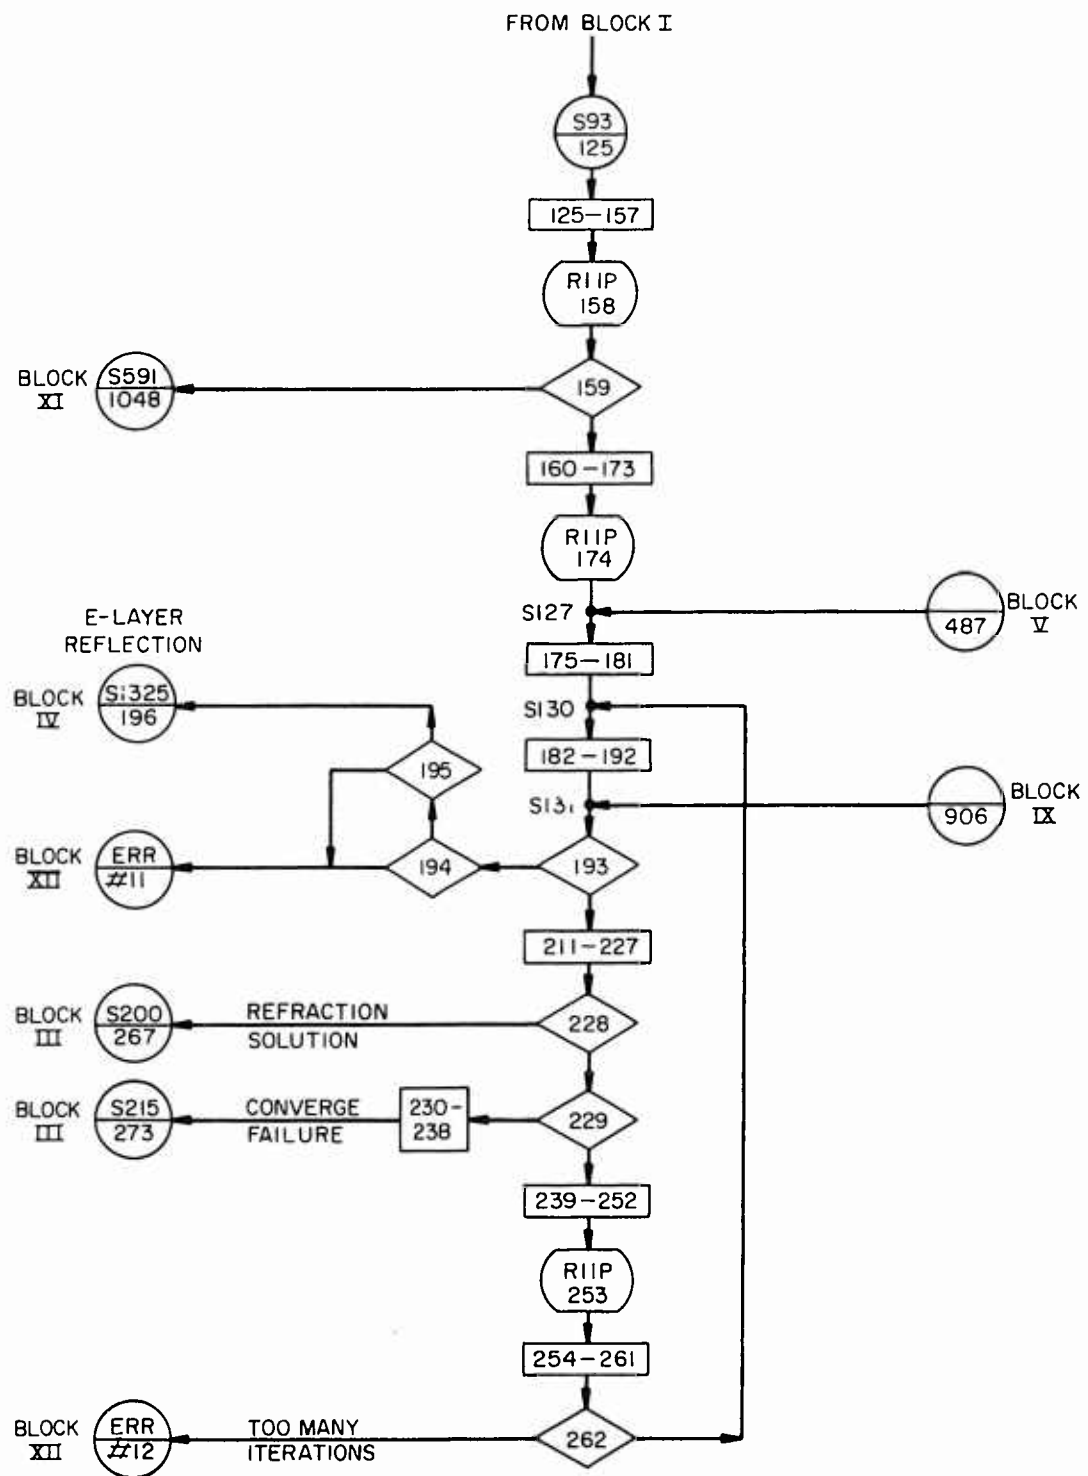 FROM BLOCK I
S93
125
125-157
R11P
158
BLOCK
XI
S591
1048
159
160-173
R11P
174
S127
487
BLOCK
V
175-181
E-LAYER
REFLECTION
BLOCK
IV
S1325
196
S130
195
182-192
S131
906
BLOCK
IX
BLOCK
XII
ERR
#11
194
193
211-227
BLOCK
III
S200
267
REFRACTION
SOLUTION
228
BLOCK
III
S215
273
CONVERGE
FAILURE
230-
238
229
239-252
R11P
253
254-261
BLOCK
XII
ERR
#12
TOO MANY
ITERATIONS
262